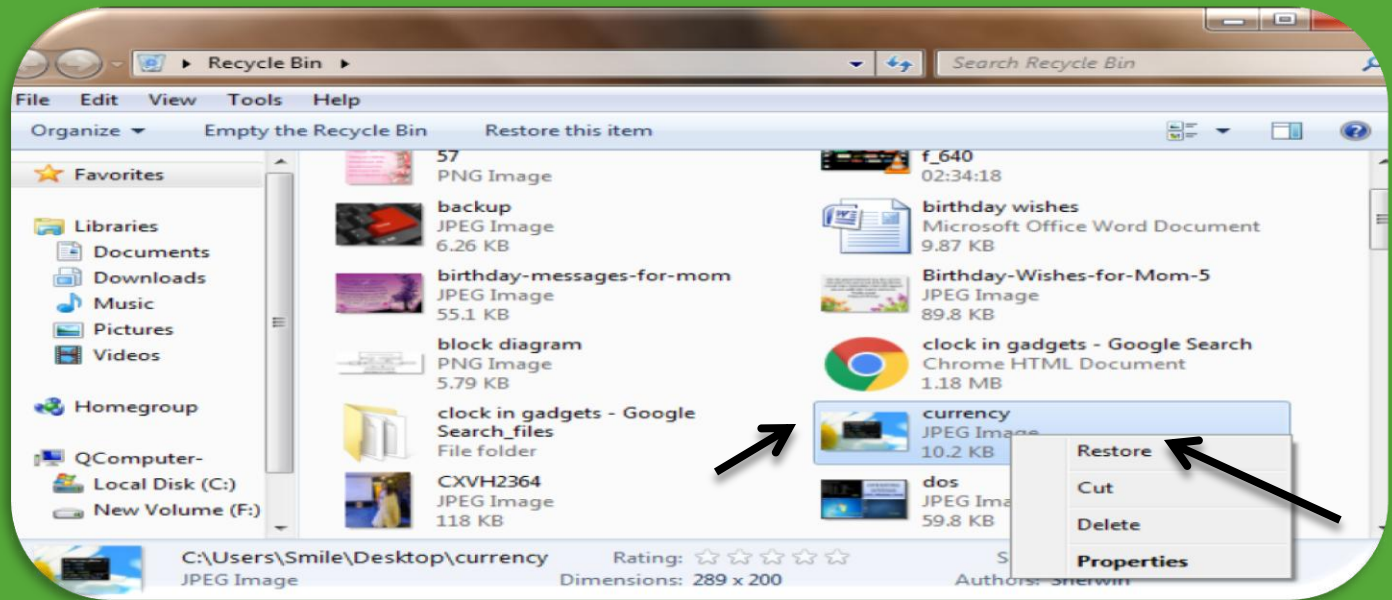 Recycle Bin
Search Recycle Bin
File Edit View Tools Help
Organize Empty the Recycle Bin Restore this item
Favorites
Libraries
Documents
Downloads
Music
Pictures
Videos
Homegroup
QComputer-
Local Disk (C:)
New Volume (F:)
57
PNG Image
f_640
02:34:18
backup
JPEG Image
6.26 KB
birthday wishes
Microsoft Office Word Document
9.87 KB
birthday-messages-for-mom
JPEG Image
55.1 KB
Birthday-Wishes-for-Mom-5
JPEG Image
89.8 KB
block diagram
PNG Image
5.79 KB
clock in gadgets - Google Search
Chrome HTML Document
1.18 MB
clock in gadgets - Google
Search_files
File folder
currency
JPEG Image
10.2 KB
CXVH2364
JPEG Image
118 KB
dos
JPEG Ima
59.8 KB
Restore
Cut
Delete
Properties
C:\Users\Smile\Desktop\currency Rating:
JPEG Image Dimensions: 289 x 200 Authors: Sherwin